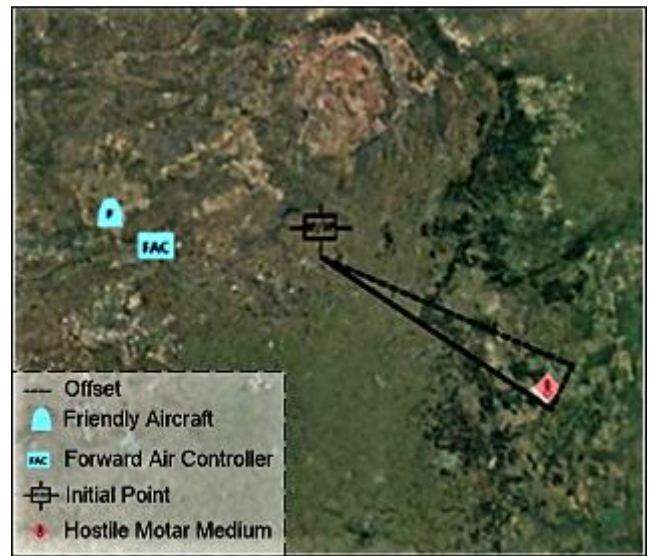 FAC
Offset
Friendly Aircraft
FAC Forward Air Controller
Initial Point
Hostile Motar Medium